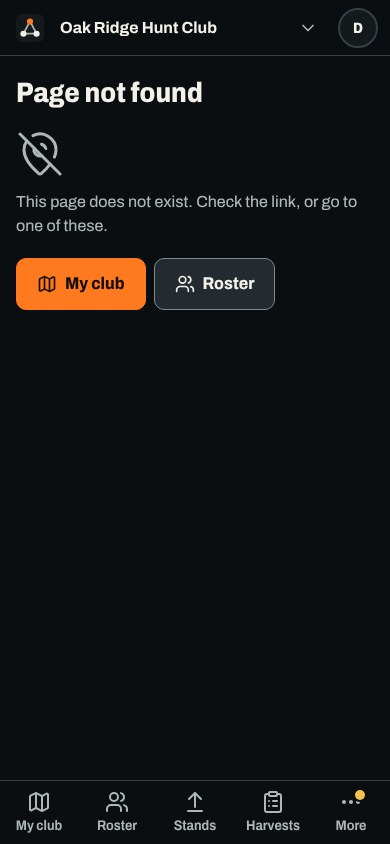 Oak Ridge Hunt Club
D
Page not found
This page does not exist. Check the link, or go to
one of these.
My club
Roster
My club
Roster
Stands
Harvests
More